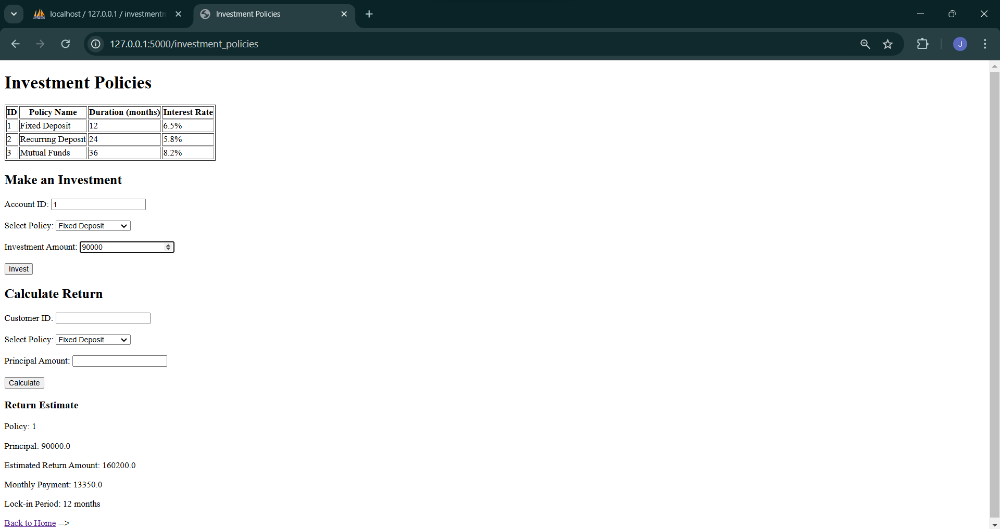 localhost / 127.0.0.1 / investmentm
Investment Policies
127.0.0.1:5000/investment_policies
J
Investment Policies
ID Policy Name Duration (months) Interest Rate
1 Fixed Deposit 12 6.5%
2 Recurring Deposit 24 5.8%
3 Mutual Funds 36 8.2%
Make an Investment
Account ID: 1
Select Policy: Fixed Deposit
Investment Amount: 90000
Invest
Calculate Return
Customer ID:
Select Policy: Fixed Deposit
Principal Amount:
Calculate
Return Estimate
Policy: 1
Principal: 90000.0
Estimated Return Amount: 160200.0
Monthly Payment: 13350.0
Lock-in Period: 12 months
Back to Home -->